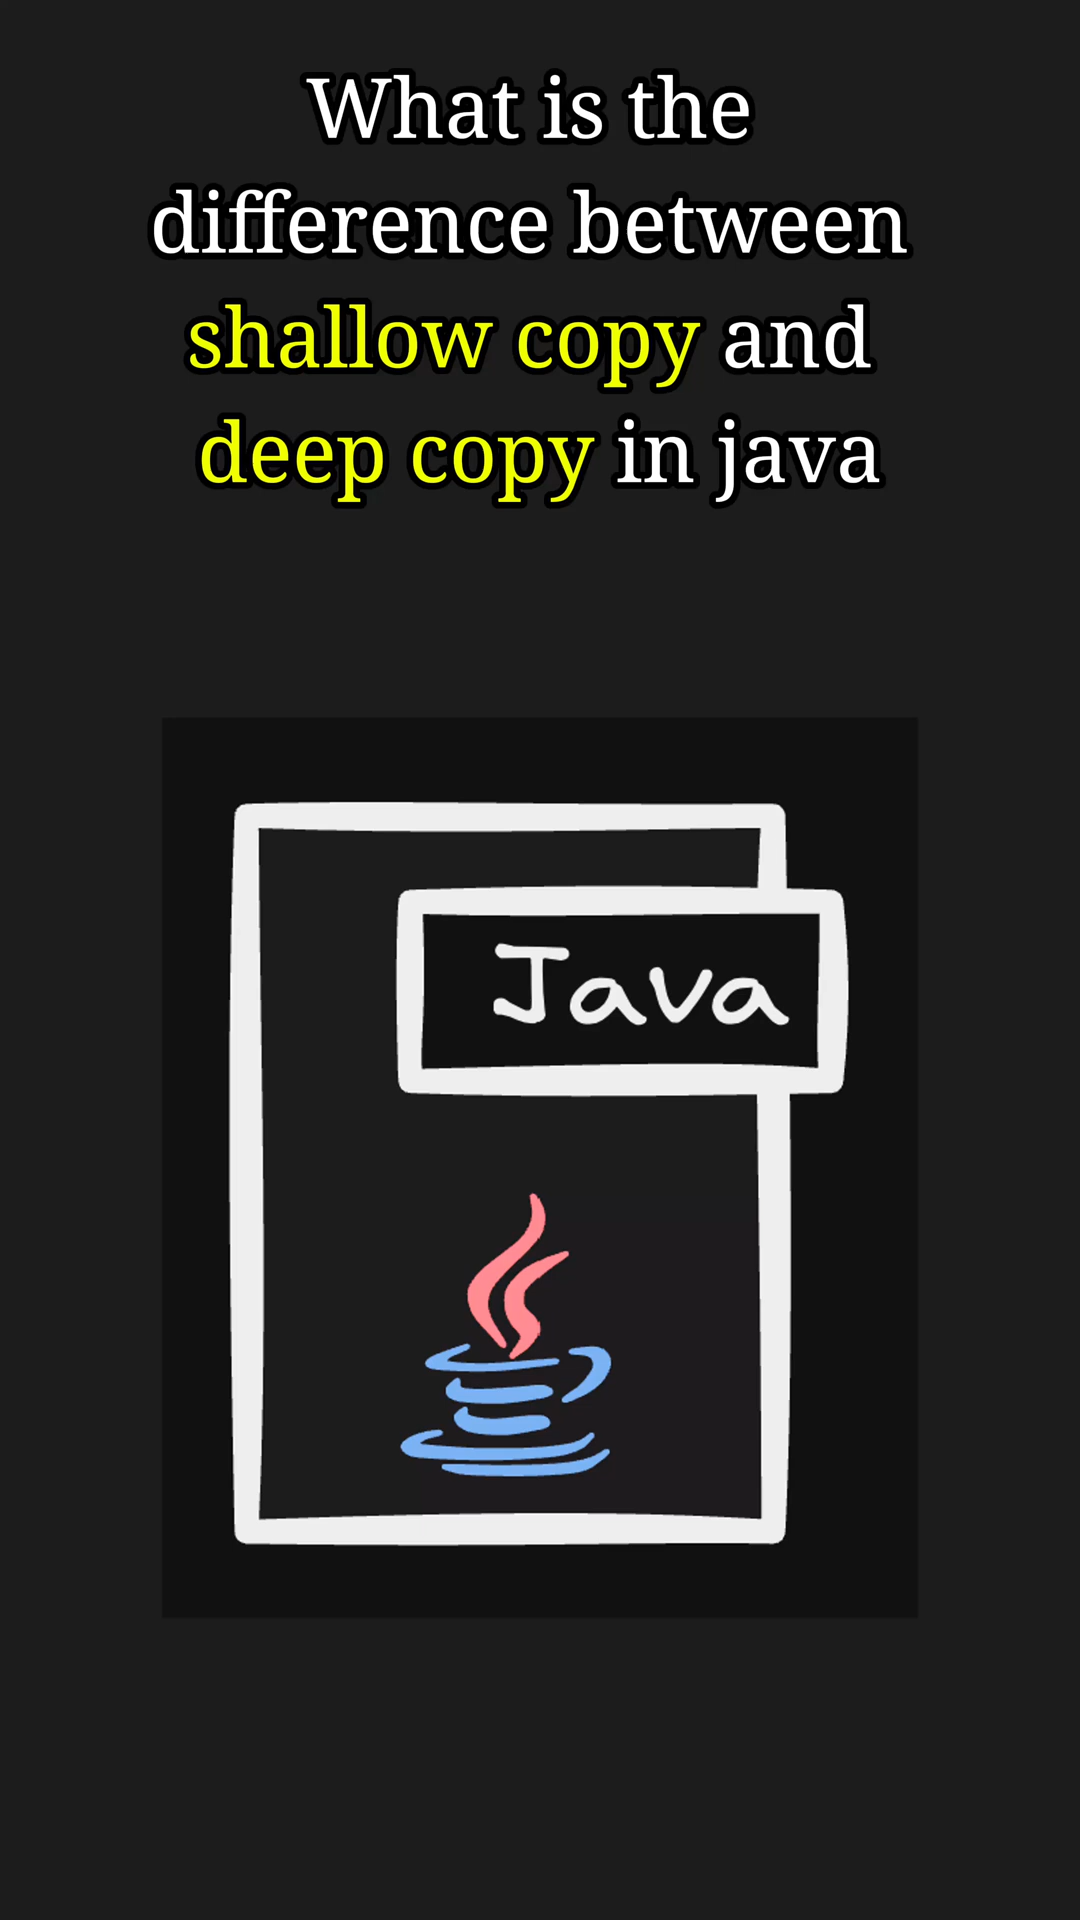 What is the
difference between
shallow copy and
deep copy in java
Java